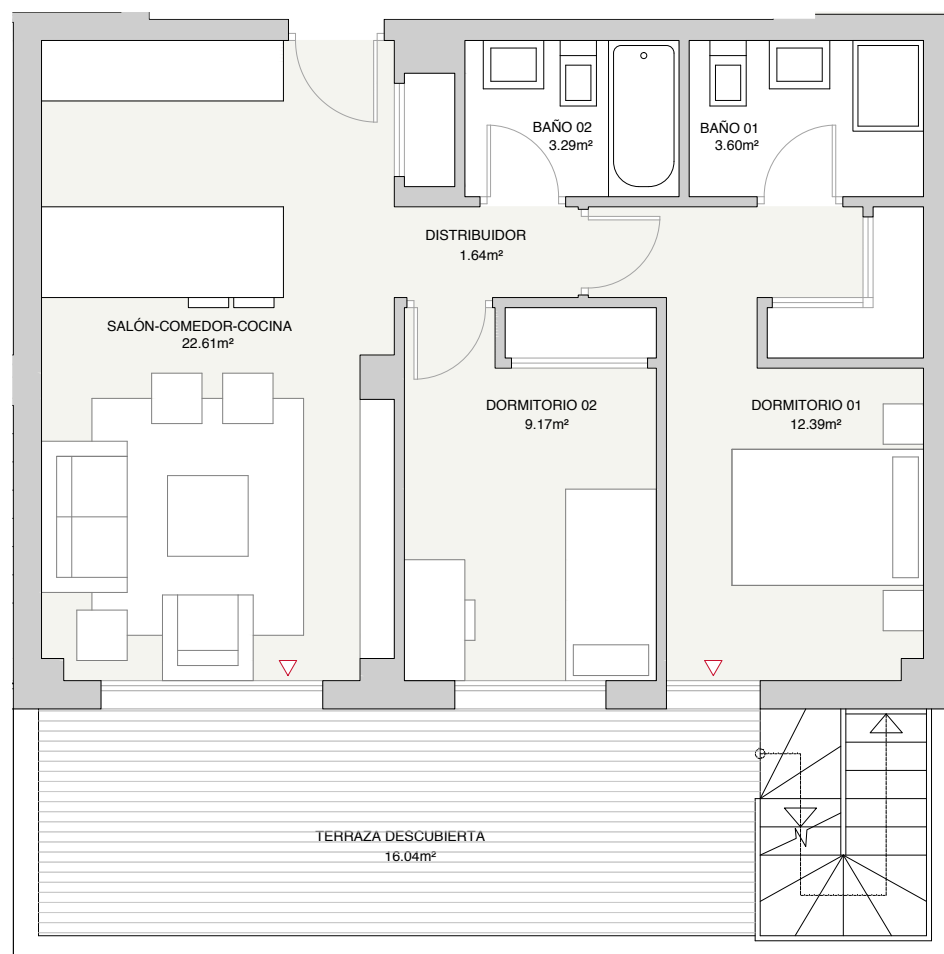 BAÑO 02
3.29m²
BAÑO 01
3.60m²
DISTRIBUIDOR
1.64m²
SALÓN-COMEDOR-COCINA
22.61m²
DORMITORIO 02
9.17m²
DORMITORIO 01
12.39m²
TERRAZA DESCUBIERTA
16.04m²